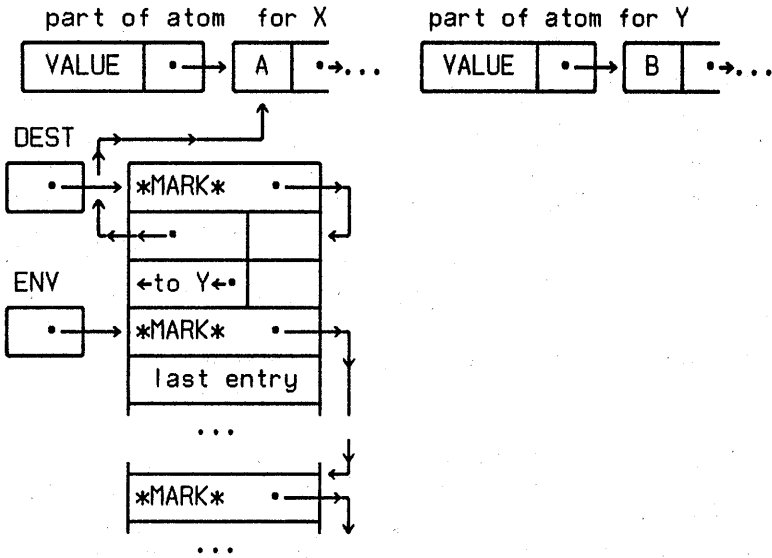 part of atom for X part of atom for Y
VALUE A ... VALUE B ...
DEST
*MARK*
ENV ←to Y←
*MARK*
last entry
...
*MARK*
...